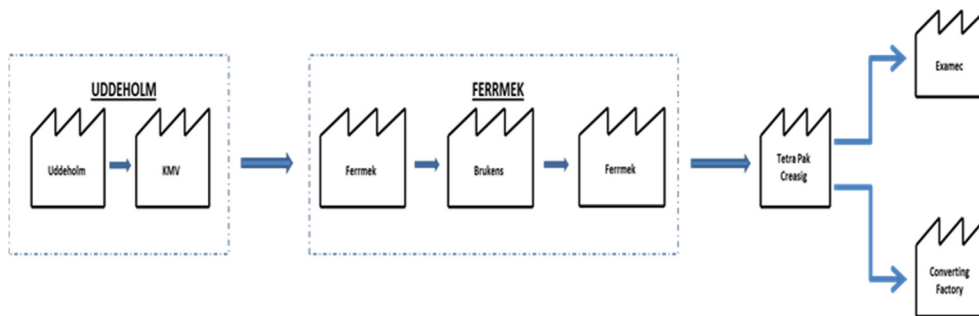 UDDEHOLM
Uddeholm
KMV
FERRMEK
Ferrmek
Brukens
Ferrmek
Tetra Pak
Creasig
Examec
Converting
Factory